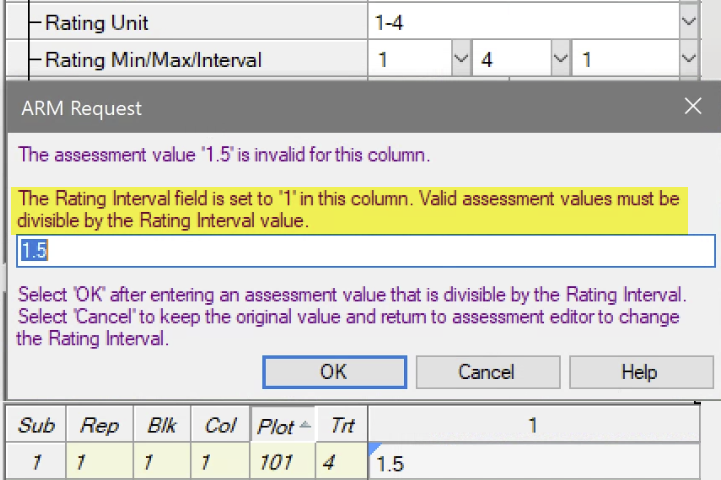 Rating Unit 1-4
Rating Min/Max/Interval 1 4 1
ARM Request
The assessment value '1.5' is invalid for this column.
The Rating Interval field is set to '1' in this column. Valid assessment values must be
divisible by the Rating Interval value.
1.5
Select 'OK' after entering an assessment value that is divisible by the Rating Interval.
Select 'Cancel' to keep the original value and return to assessment editor to change
the Rating Interval.
OK Cancel Help
Sub Rep Blk Col Plot Trt 1
1 1 1 1 101 4 1.5